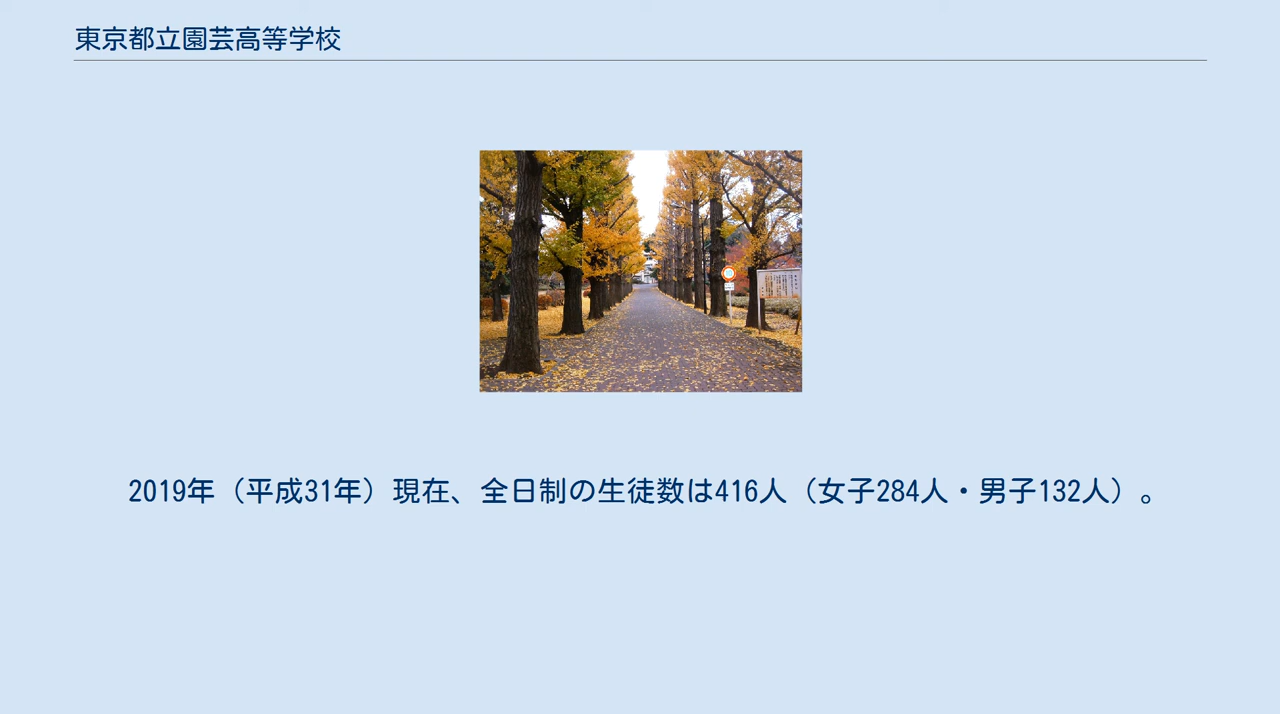 東京都立園芸高等学校
2019年（平成31年）現在、全日制の生徒数は416人（女子284人・男子132人）。